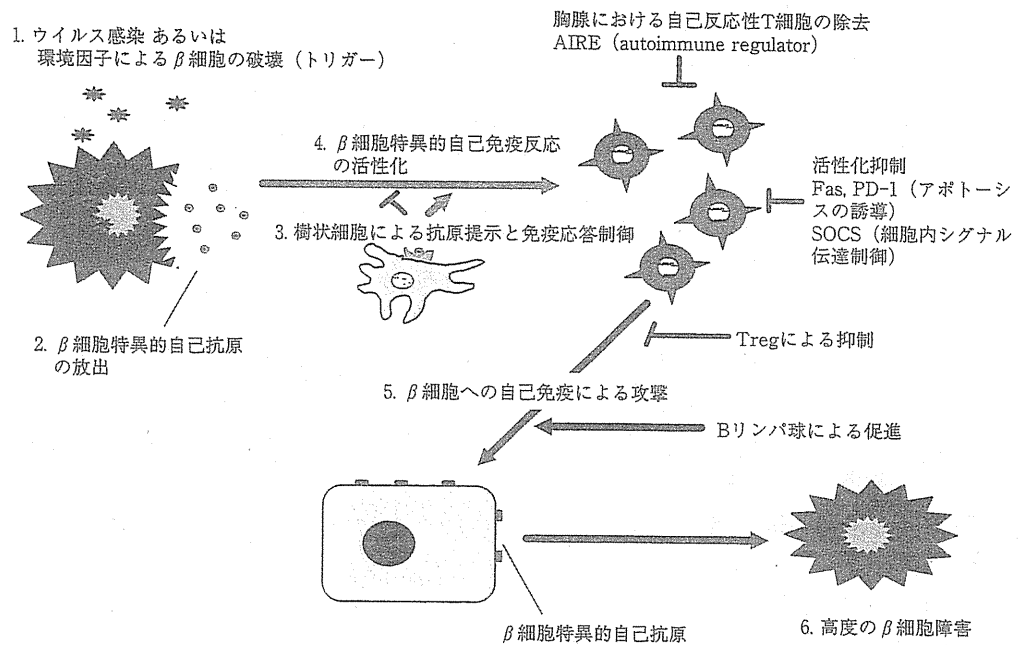 1. ウイルス感染 あるいは
環境因子によるβ細胞の破壊（トリガー）
胸腺における自己反応性T細胞の除去
AIRE（autoimmune regulator）
4. β細胞特異的自己免疫反応
の活性化
3. 樹状細胞による抗原提示と免疫応答制御
活性化抑制
Fas, PD-1（アポトーシ
スの誘導）
SOCS（細胞内シグナル
伝達制御）
2. β細胞特異的自己抗原
の放出
Tregによる抑制
5. β細胞への自己免疫による攻撃
Bリンパ球による促進
β細胞特異的自己抗原
6. 高度のβ細胞障害